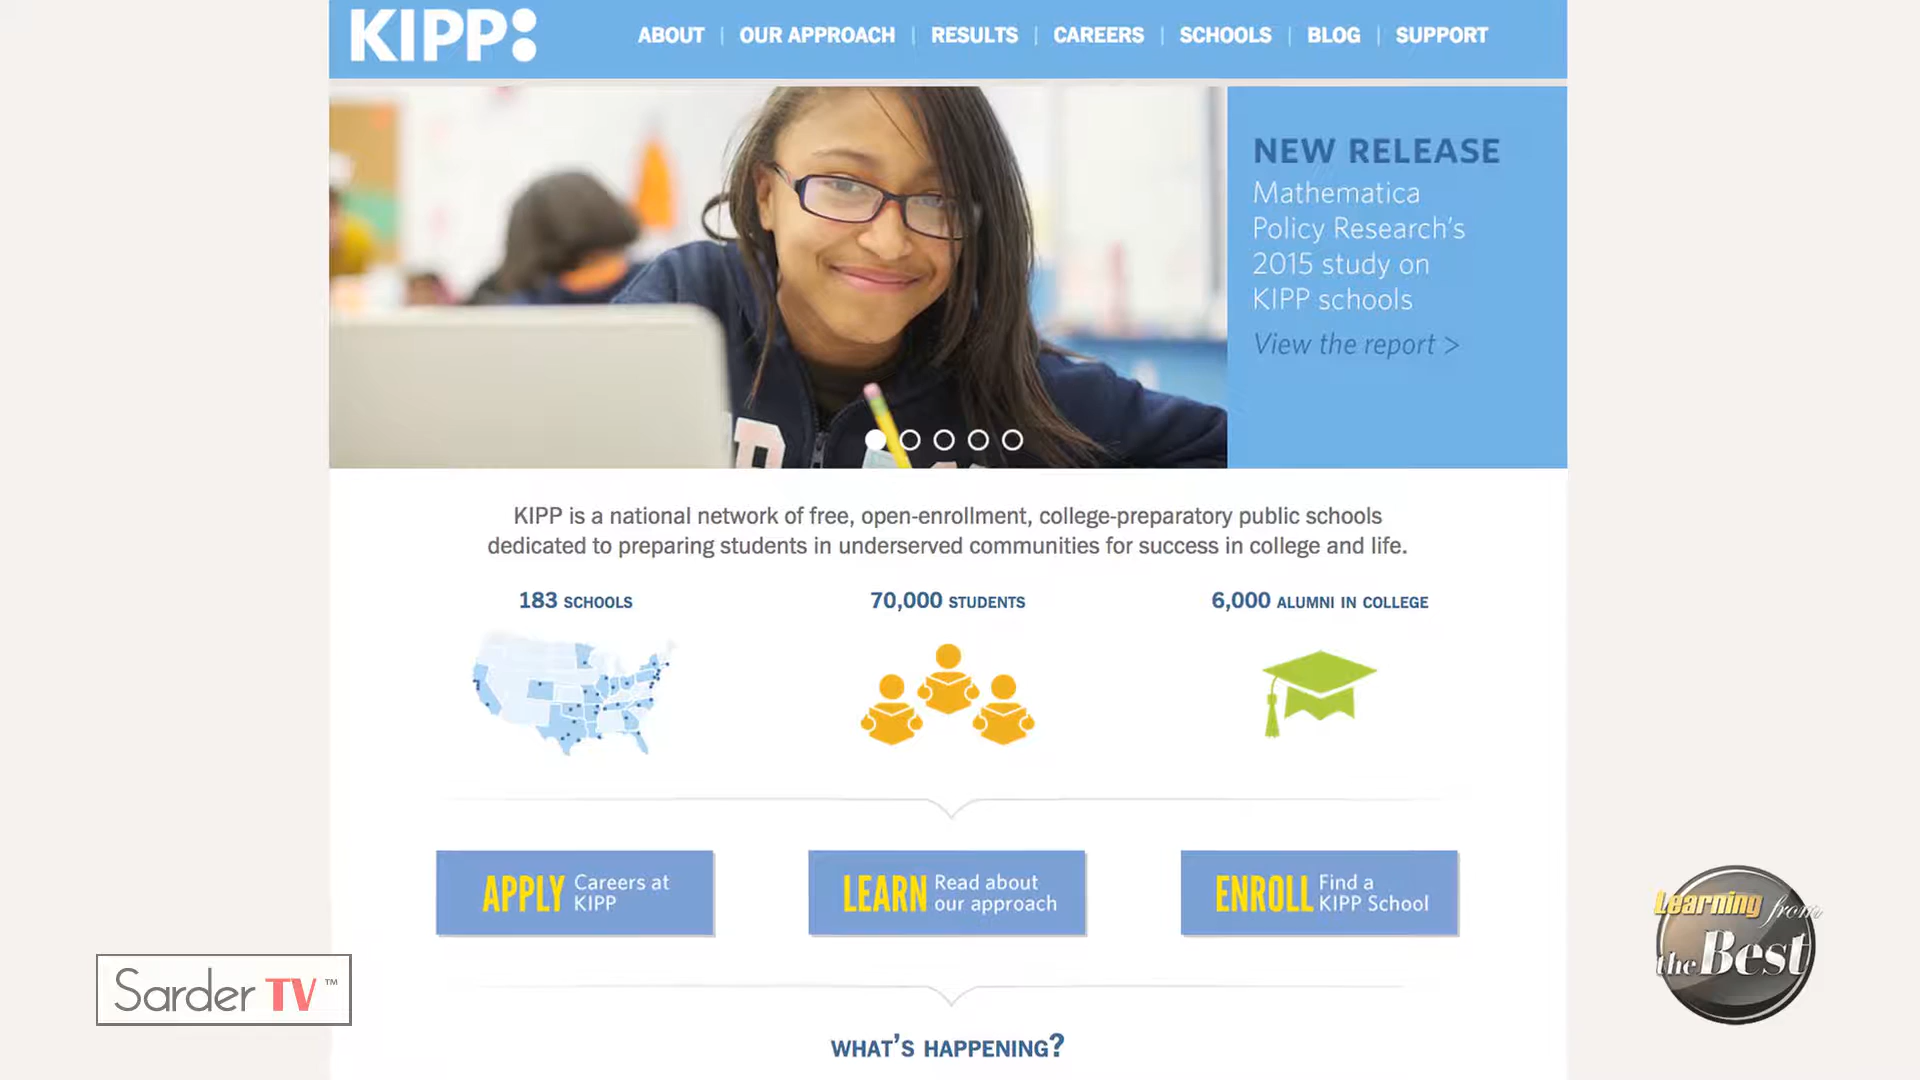 KIPP:
ABOUT | OUR APPROACH | RESULTS | CAREERS | SCHOOLS | BLOG | SUPPORT
NEW RELEASE
Mathematica
Policy Research's
2015 study on
KIPP schools
View the report >
KIPP is a national network of free, open-enrollment, college-preparatory public schools
dedicated to preparing students in underserved communities for success in college and life.
183 SCHOOLS
70,000 STUDENTS
6,000 ALUMNI IN COLLEGE
APPLY Careers at
KIPP
LEARN Read about
our approach
ENROLL Find a
KIPP School
WHAT'S HAPPENING?
Sarder TV™
Learning from
the Best